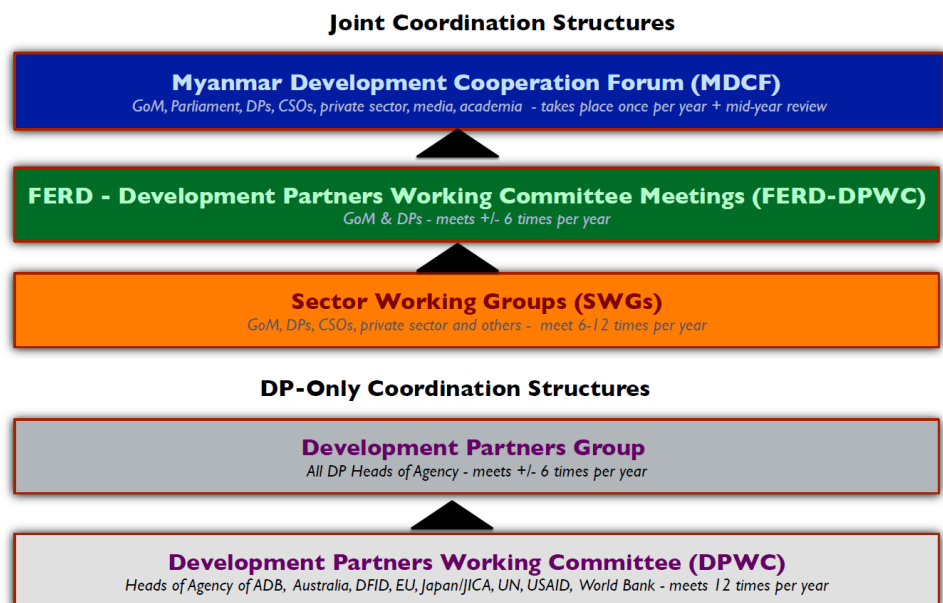 Joint Coordination Structures
Myanmar Development Cooperation Forum (MDCF)
GoM, Parliament, DPs, CSOs, private sector, media, academia - takes place once per year + mid-year review
FERD - Development Partners Working Committee Meetings (FERD-DPWC)
GoM & DPs - meets +/- 6 times per year
Sector Working Groups (SWGs)
GoM, DPs, CSOs, private sector and others - meet 6-12 times per year
DP-Only Coordination Structures
Development Partners Group
All DP Heads of Agency - meets +/- 6 times per year
Development Partners Working Committee (DPWC)
Heads of Agency of ADB, Australia, DFID, EU, Japan/JICA, UN, USAID, World Bank - meets 12 times per year